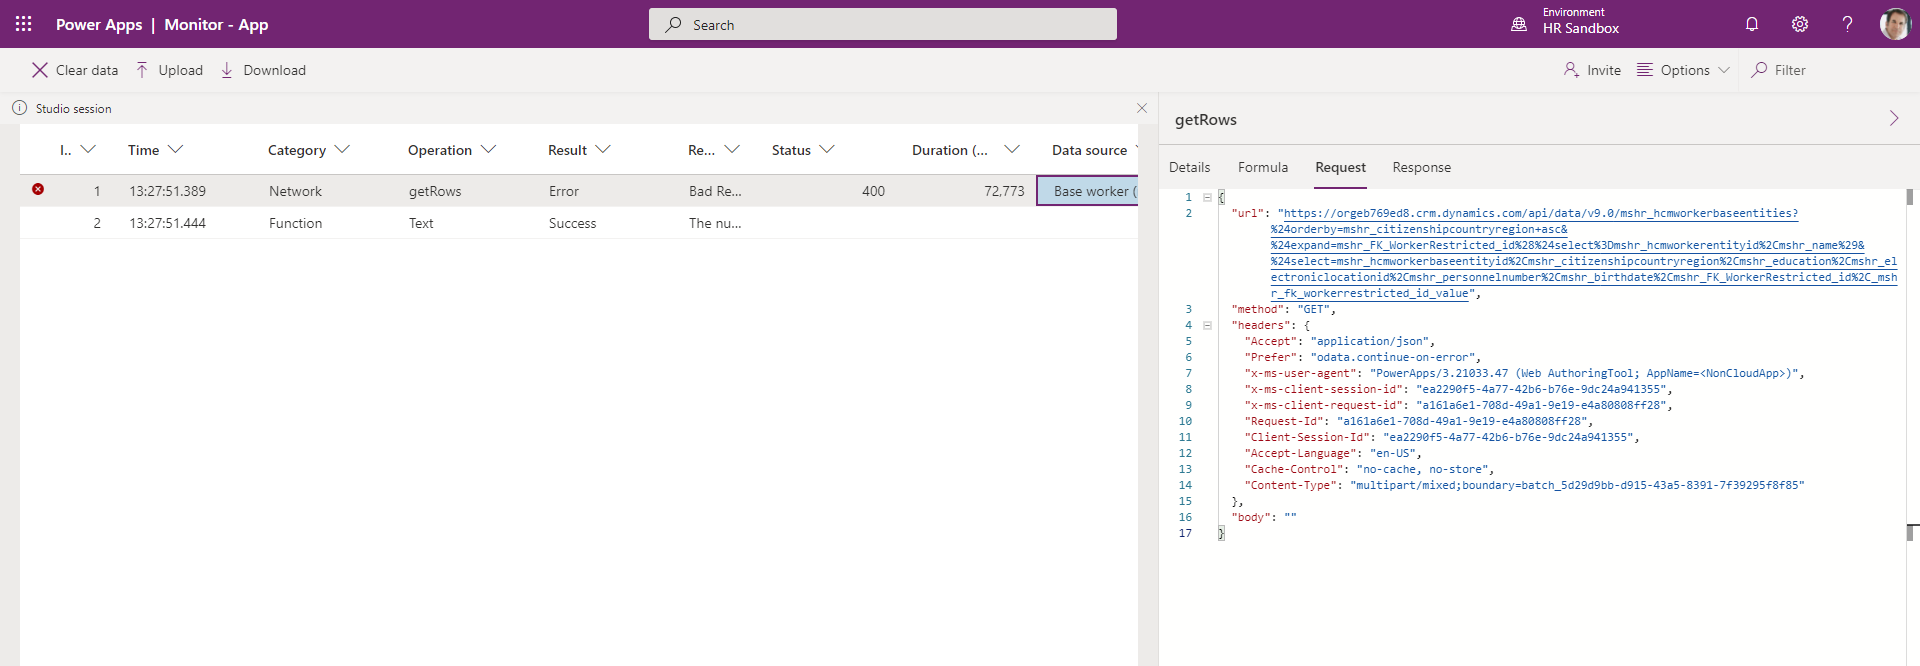 Power Apps | Monitor - App
Search
Environment
HR Sandbox
Clear data
Upload
Download
Invite
Options
Filter
Studio session
I.. Time Category Operation Result Re... Status Duration (... Data source
1 13:27:51.389 Network getRows Error Bad Re... 400 72,773 Base worker (
2 13:27:51.444 Function Text Success The nu...
getRows
Details Formula Request Response
1 {
2 "url": "https://orgeb769ed8.crm.dynamics.com/api/data/v9.0/mshr_hcmworkerbaseentities?
%24orderby=mshr_citizenshipcountryregion+asc&
%24expand=mshr_FK_WorkerRestricted_id%28%24select%3Dmshr_hcmworkerentityid%2Cmshr_name%29&
%24select=mshr_hcmworkerbaseentityid%2Cmshr_citizenshipcountryregion%2Cmshr_education%2Cmshr_el
ectroniclocationid%2Cmshr_personnelnumber%2Cmshr_birthdate%2Cmshr_FK_WorkerRestricted_id%2C_msh
r_fk_workerrestricted_id_value",
3 "method": "GET",
4 "headers": {
5 "Accept": "application/json",
6 "Prefer": "odata.continue-on-error",
7 "x-ms-user-agent": "PowerApps/3.21033.47 (Web AuthoringTool; AppName=<NonCloudApp>)",
8 "x-ms-client-session-id": "ea2290f5-4a77-42b6-b76e-9dc24a941355",
9 "x-ms-client-request-id": "a161a6e1-708d-49a1-9e19-e4a80808ff28",
10 "Request-Id": "a161a6e1-708d-49a1-9e19-e4a80808ff28",
11 "Client-Session-Id": "ea2290f5-4a77-42b6-b76e-9dc24a941355",
12 "Accept-Language": "en-US",
13 "Cache-Control": "no-cache, no-store",
14 "Content-Type": "multipart/mixed;boundary=batch_5d29d9bb-d915-43a5-8391-7f39295f8f85"
15 },
16 "body": ""
17 }